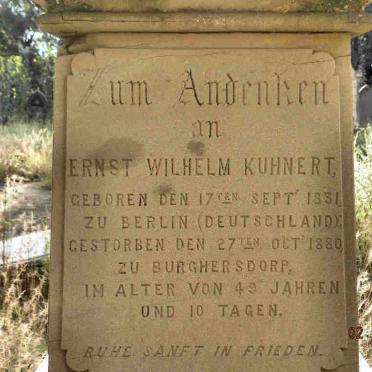 Zum Andenken
an
ERNST WILHELM KUHNERT,
GEBOREN DEN 17TEN SEPT' 1831,
ZU BERLIN (DEUTSCHLAND)
GESTORBEN DEN 27TEN OCT' 1880,
ZU BURGHERSDORP,
IM ALTER VON 49 JAHREN
UND 10 TAGEN.
RUHE SANFT IN FRIEDEN.
02